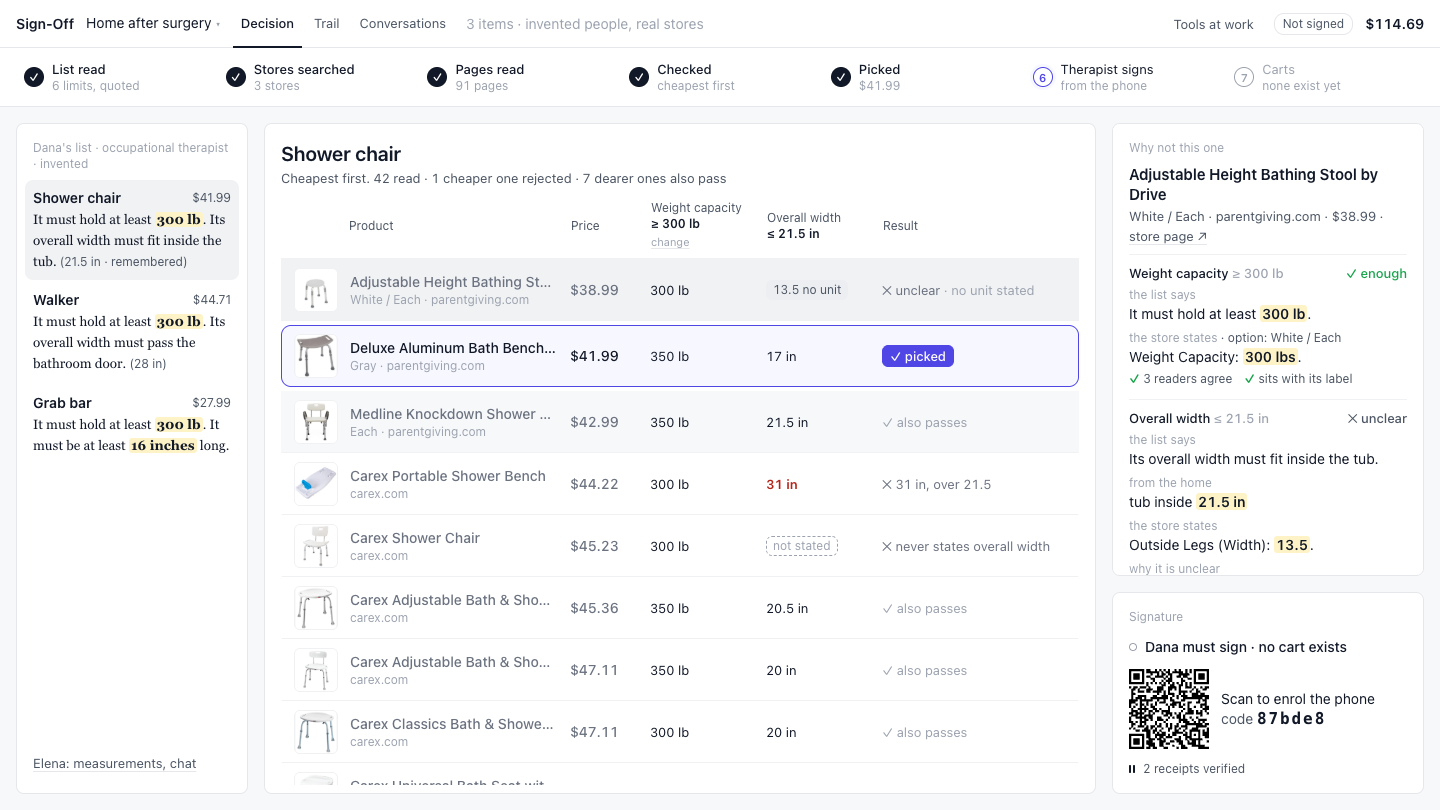 Sign-Off Home after surgery Decision Trail Conversations 3 items · invented people, real stores Tools at work Not signed $114.69
List read
6 limits, quoted
Stores searched
3 stores
Pages read
91 pages
Checked
cheapest first
Picked
$41.99
6
Therapist signs
from the phone
7
Carts
none exist yet
Dana's list · occupational therapist
· invented
Shower chair $41.99
It must hold at least 300 lb. Its
overall width must fit inside the
tub. (21.5 in · remembered)
Walker $44.71
It must hold at least 300 lb. Its
overall width must pass the
bathroom door. (28 in)
Grab bar $27.99
It must hold at least 300 lb. It
must be at least 16 inches long.
Elena: measurements, chat
Shower chair
Cheapest first. 42 read · 1 cheaper one rejected · 7 dearer ones also pass
Product Price Weight capacity ≥ 300 lb change Overall width ≤ 21.5 in Result
Adjustable Height Bathing St... $38.99 300 lb 13.5 no unit ✕ unclear · no unit stated
White / Each · parentgiving.com
Deluxe Aluminum Bath Bench... $41.99 350 lb 17 in ✓ picked
Gray · parentgiving.com
Medline Knockdown Shower ... $42.99 350 lb 21.5 in ✓ also passes
Each · parentgiving.com
Carex Portable Shower Bench $44.22 300 lb 31 in ✕ 31 in, over 21.5
carex.com
Carex Shower Chair $45.23 300 lb not stated ✕ never states overall width
carex.com
Carex Adjustable Bath & Sho... $45.36 350 lb 20.5 in ✓ also passes
carex.com
Carex Adjustable Bath & Sho... $47.11 350 lb 20 in ✓ also passes
carex.com
Carex Classics Bath & Showe... $47.11 300 lb 20 in ✓ also passes
carex.com
Carex Universal Bath Seat wit...
Why not this one
Adjustable Height Bathing Stool by
Drive
White / Each · parentgiving.com · $38.99 ·
store page ↗
Weight capacity ≥ 300 lb ✓ enough
the list says
It must hold at least 300 lb.
the store states · option: White / Each
Weight Capacity: 300 lbs.
✓ 3 readers agree ✓ sits with its label
Overall width ≤ 21.5 in ✕ unclear
the list says
Its overall width must fit inside the tub.
from the home
tub inside 21.5 in
the store states
Outside Legs (Width): 13.5.
why it is unclear
Signature
Dana must sign · no cart exists
Scan to enrol the phone
code 87bde8
2 receipts verified